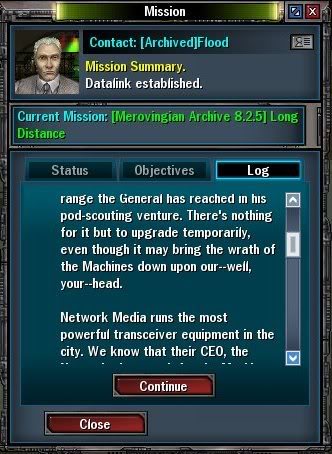 Mission
Contact: [Archived]Flood
Mission Summary.
Datalink established.
Current Mission: [Merovingian Archive 8.2.5] Long
Distance
Status
Objectives
Log
range the General has reached in his
pod-scouting venture. There's nothing
for it but to upgrade temporarily,
even though it may bring the wrath of
the Machines down upon our--well,
your--head.
Network Media runs the most
powerful transceiver equipment in the
city. We know that their CEO, the
Continue
Close